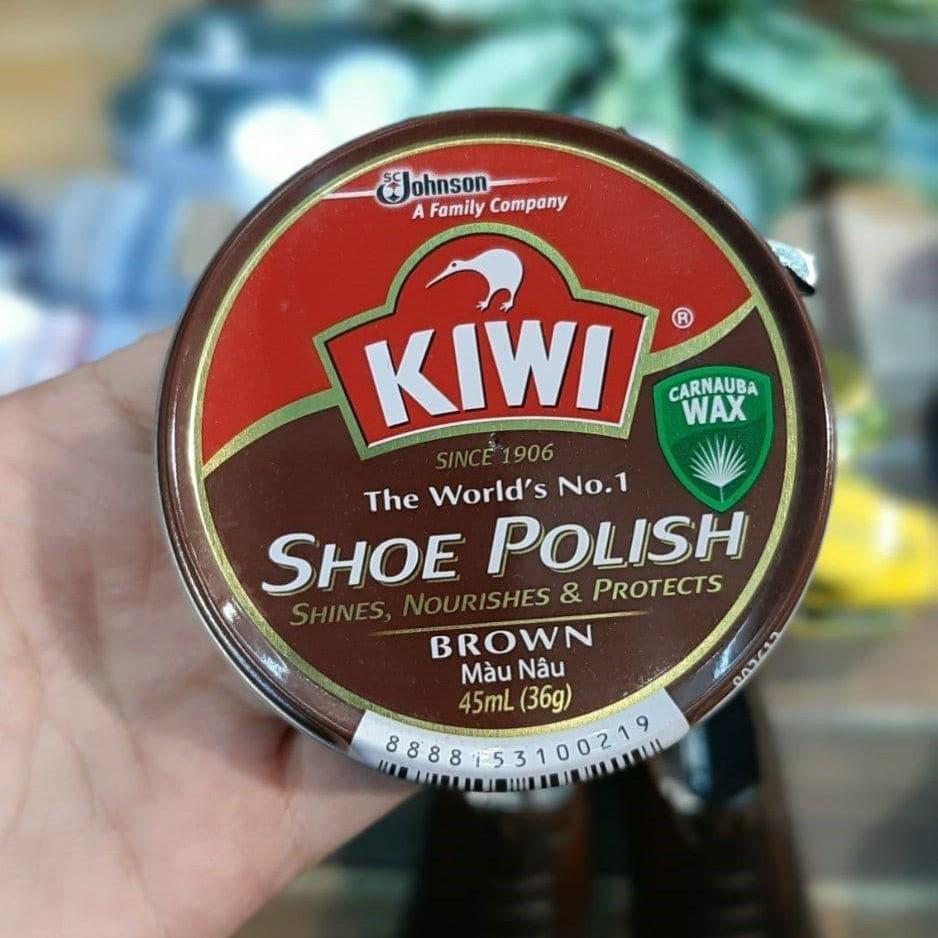 SC Johnson
A Family Company
KIWI
®
CARNAUBA
WAX
SINCE 1906
The World's No.1
SHOE POLISH
SHINES, NOURISHES & PROTECTS
BROWN
Màu Nâu
45mL (36g)
8888153100219